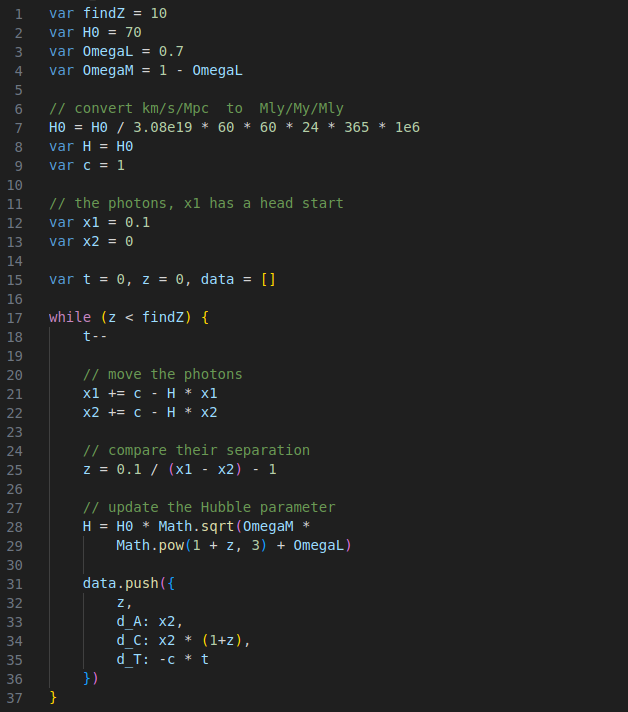 1 var findZ = 10
2 var H0 = 70
3 var OmegaL = 0.7
4 var OmegaM = 1 - OmegaL
5
6 // convert km/s/Mpc  to  Mly/My/Mly
7 H0 = H0 / 3.08e19 * 60 * 60 * 24 * 365 * 1e6
8 var H = H0
9 var c = 1
10
11 // the photons, x1 has a head start
12 var x1 = 0.1
13 var x2 = 0
14
15 var t = 0, z = 0, data = []
16
17 while (z < findZ) {
18     t--
19
20     // move the photons
21     x1 += c - H * x1
22     x2 += c - H * x2
23
24     // compare their separation
25     z = 0.1 / (x1 - x2) - 1
26
27     // update the Hubble parameter
28     H = H0 * Math.sqrt(OmegaM *
29         Math.pow(1 + z, 3) + OmegaL)
30
31     data.push({
32         z,
33         d_A: x2,
34         d_C: x2 * (1+z),
35         d_T: -c * t
36     })
37 }